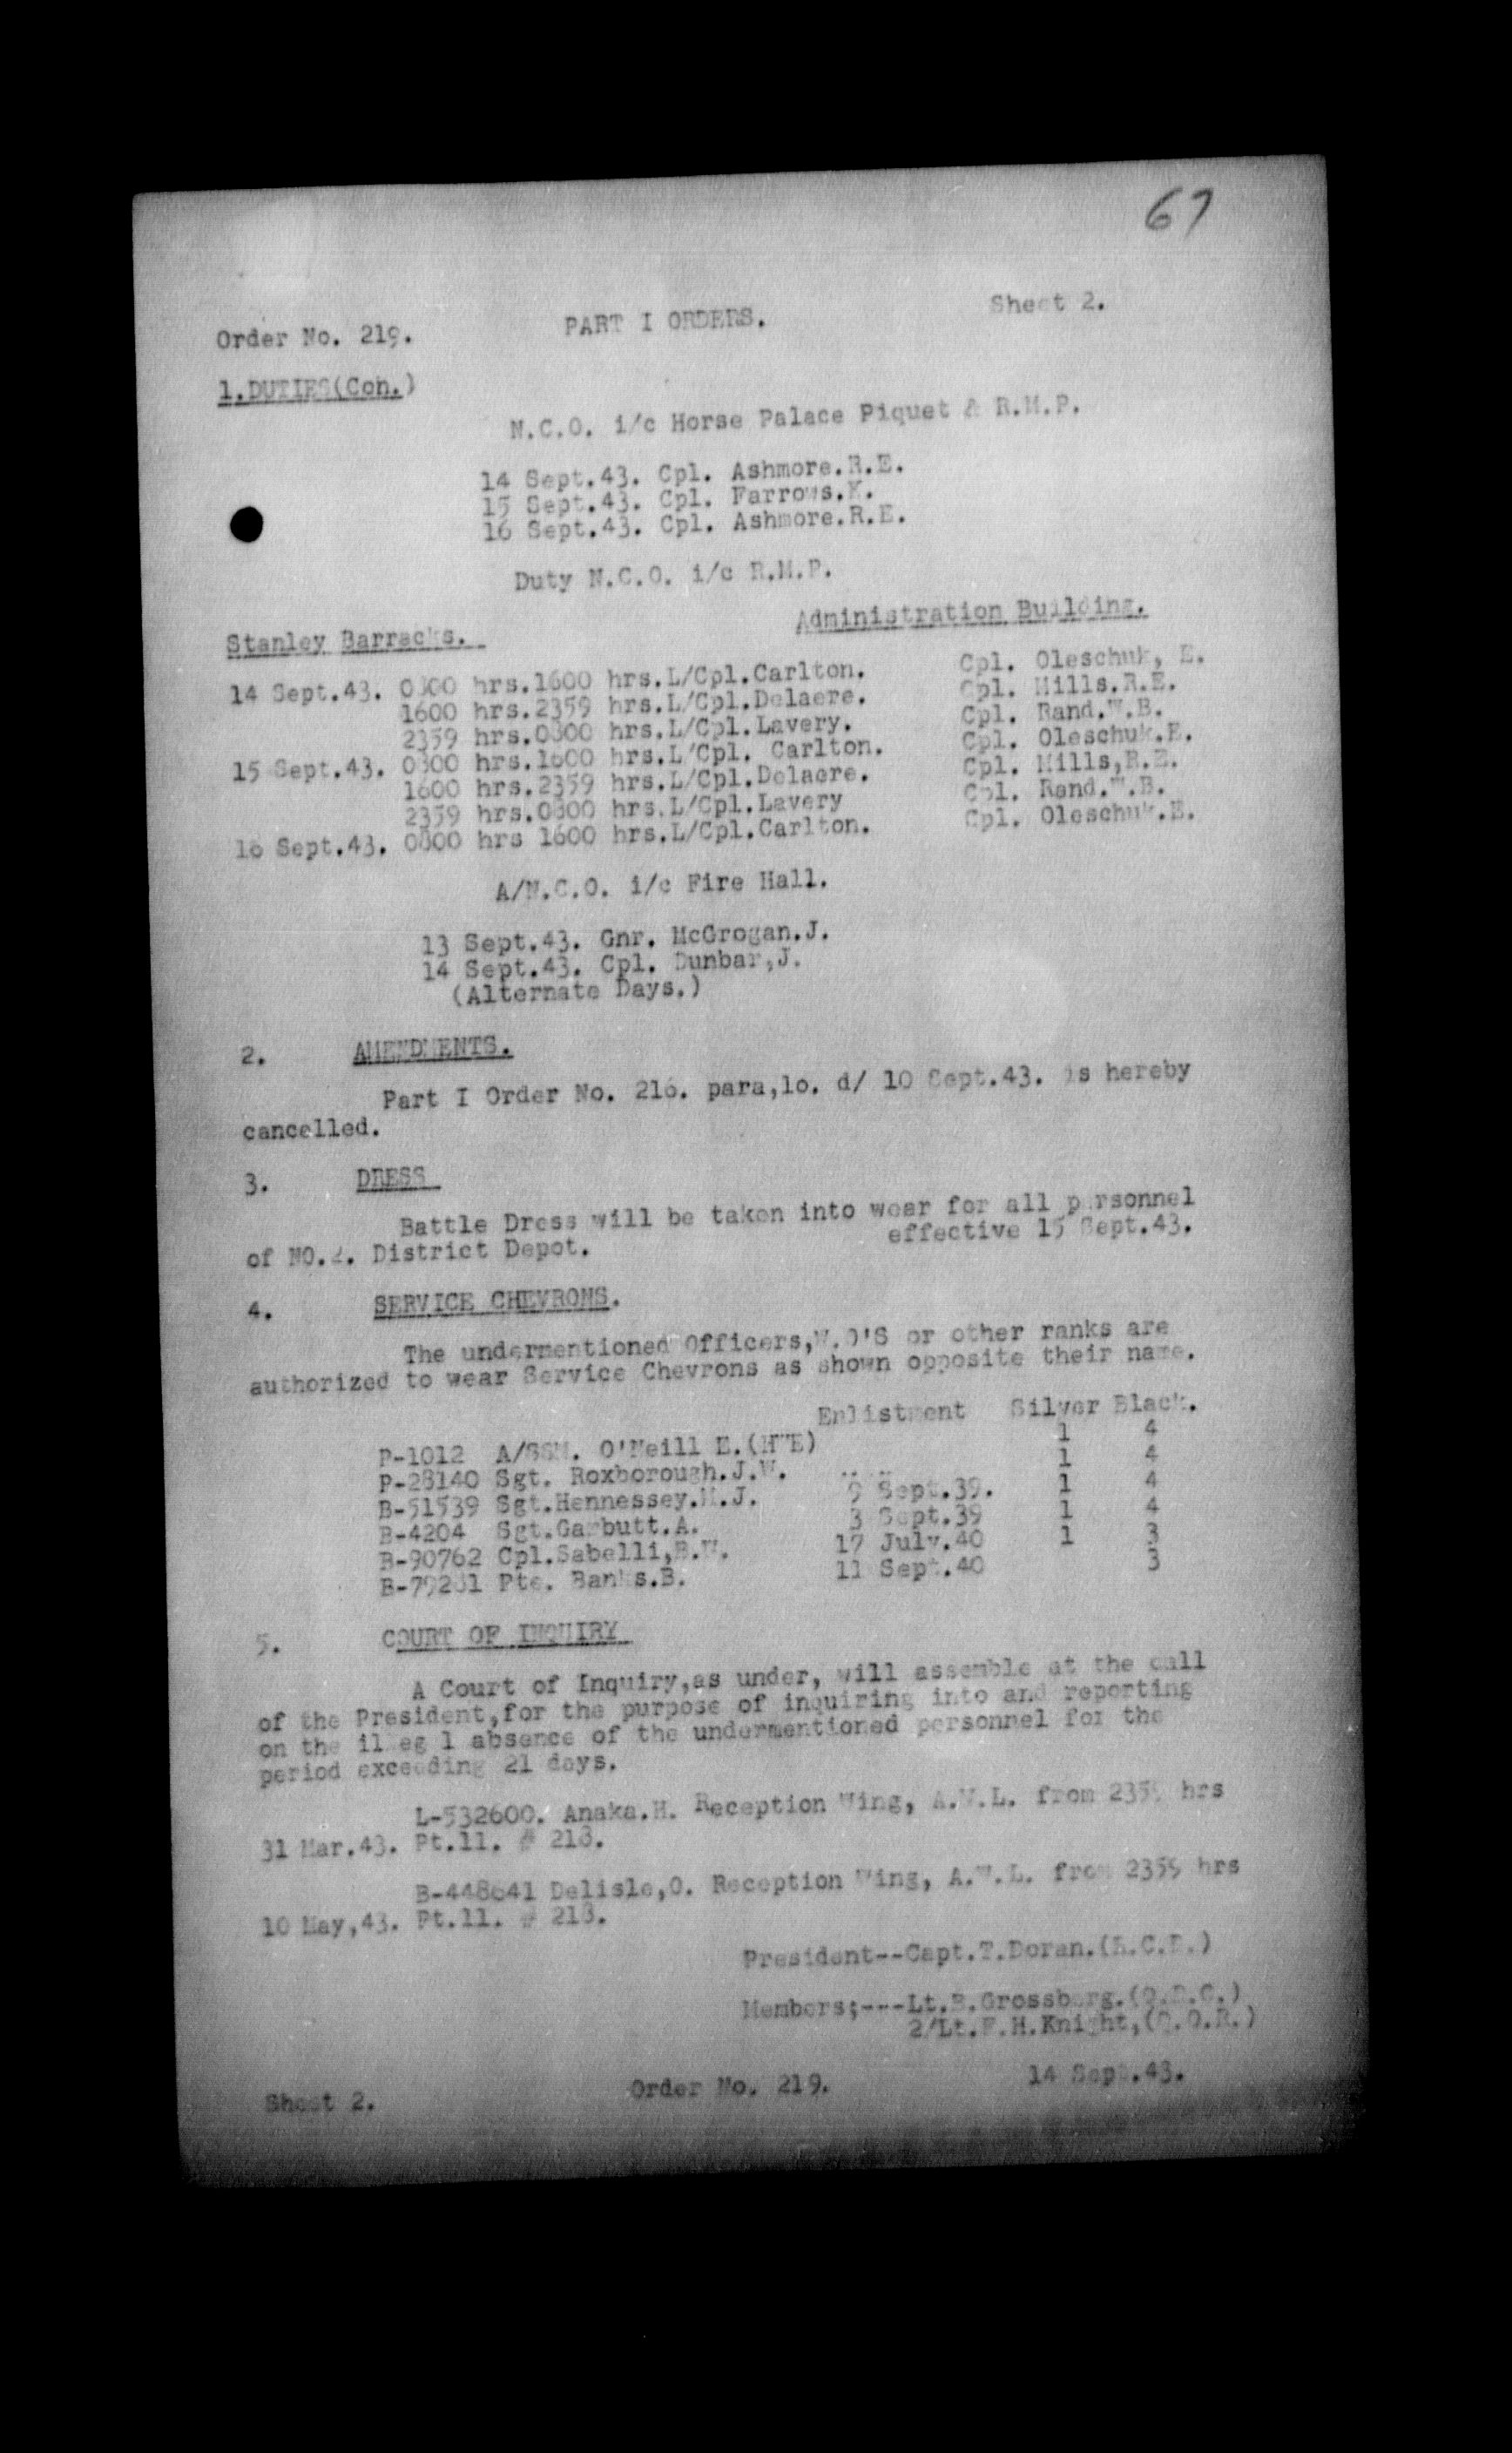 67
Sheet 2.
Order No. 219. PART I ORDERS.
1.DUTIES(Con.)
N.C.O. i/c Horse Palace Piquet & R.M.P.
14 Sept.43. Cpl. Ashmore.R.E.
15 Sept.43. Cpl. Farrows.K.
16 Sept.43. Cpl. Ashmore.R.E.
Duty N.C.O. i/c R.M.P.
Stanley Barracks. Administration Building.
14 Sept.43. 0800 hrs.1600 hrs.L/Cpl.Carlton. Cpl. Oleschuk, E.
1600 hrs.2359 hrs.L/Cpl.Delaere. Cpl. Mills.R.E.
2359 hrs.0800 hrs.L/Cpl.Lavery. Cpl. Rand.W.B.
15 Sept.43. 0800 hrs.1600 hrs.L/Cpl. Carlton. Cpl. Oleschuk.E.
1600 hrs.2359 hrs.L/Cpl.Delaere. Cpl. Mills,R.E.
2359 hrs.0800 hrs.L/Cpl.Lavery Cpl. Rand.W.B.
16 Sept.43. 0800 hrs 1600 hrs.L/Cpl.Carlton. Cpl. Oleschuk.E.
A/N.C.O. i/c Fire Hall.
13 Sept.43. Gnr. McGrogan.J.
14 Sept.43. Cpl. Dunbar,J.
(Alternate Days.)
2. AMENDMENTS.
Part I Order No. 216. para,10. d/ 10 Sept.43. is hereby
cancelled.
3. DRESS
Battle Dress will be taken into wear for all personnel
of NO.2. District Depot. effective 15 Sept.43.
4. SERVICE CHEVRONS.
The undermentioned Officers,W.O'S or other ranks are
authorized to wear Service Chevrons as shown opposite their name.
Enlistment Silver Black.
P-1012 A/SSM. O'Neill E.(H"E) 1 4
P-28140 Sgt. Roxborough.J.W. .. .. 1 4
B-51539 Sgt.Hennessey.M.J. 9 Sept.39. 1 4
B-4204 Sgt.Garbutt.A. 3 Sept.39 1 4
B-90762 Cpl.Sabelli,B.W. 17 July.40 1 3
B-79281 Pte. Banks.B. 11 Sept.40 3
5. COURT OF INQUIRY
A Court of Inquiry,as under, will assemble at the call
of the President,for the purpose of inquiring into and reporting
on the illegal absence of the undermentioned personnel for the
period exceeding 21 days.
L-532600. Anaka.H. Reception Wing, A.W.L. from 2359 hrs
31 Mar.43. Pt.11. # 218.
B-448641 Delisle,O. Reception Wing, A.W.L. from 2359 hrs
10 May,43. Pt.11. # 218.
President--Capt.T.Doran.
Members;---Lt.B.Grossberg.
2/Lt.F.H.Knight,(Q.O.R.)
Sheet 2. Order No. 219. 14 Sept.43.